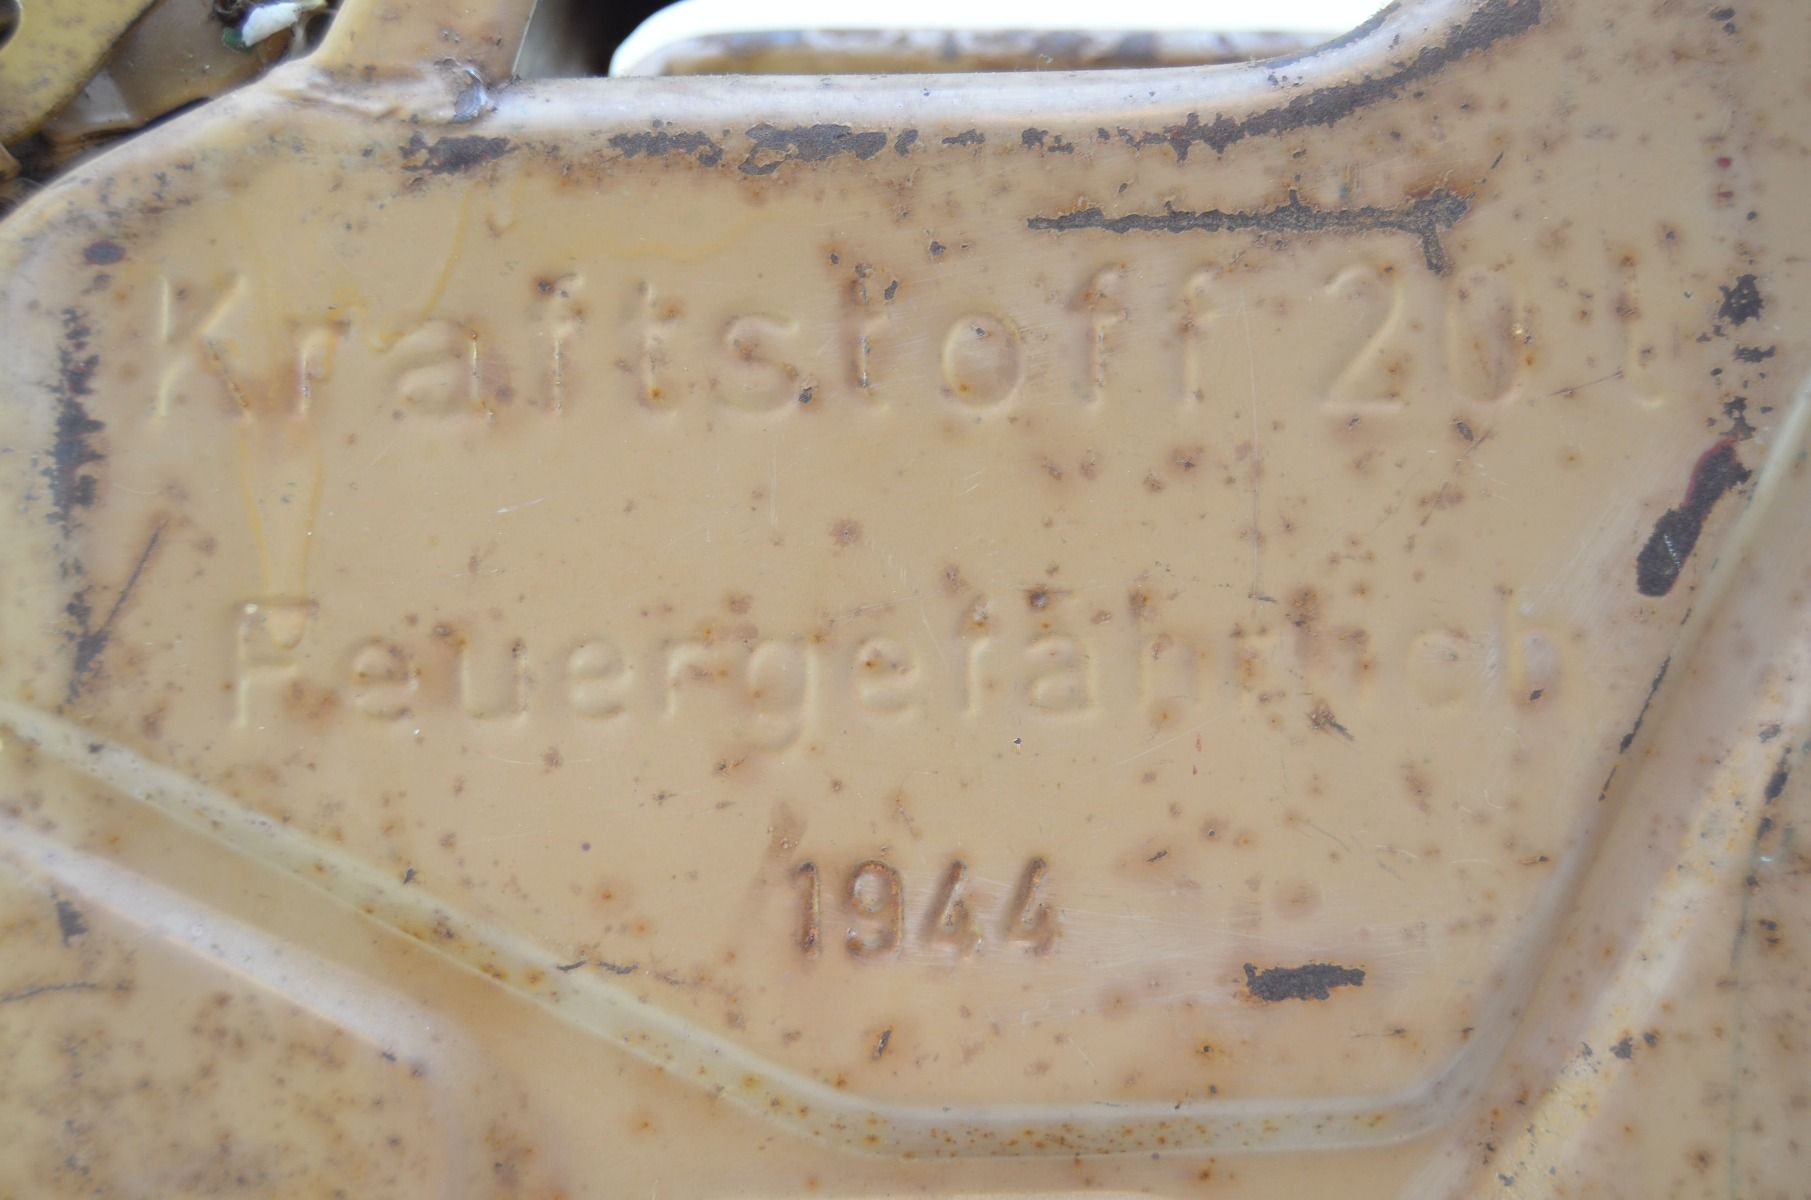 Kraftstoff 20 l
Feuergefährlich
1944